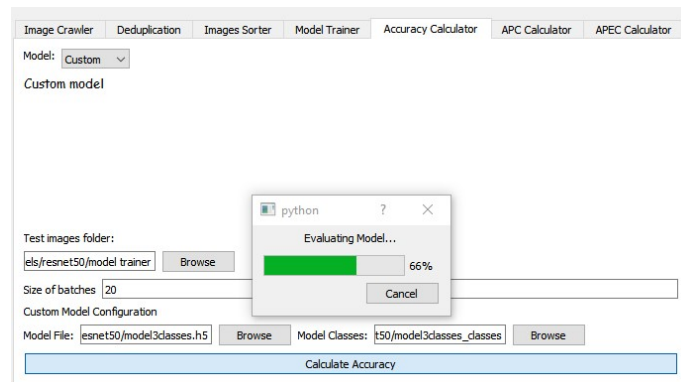 Image Crawler Deduplication Images Sorter Model Trainer Accuracy Calculator APC Calculator APEC Calculator
Model: Custom
Custom model
python ? ×
Evaluating Model...
66%
Cancel
Test images folder:
els/resnet50/model trainer Browse
Size of batches 20
Custom Model Configuration
Model File: esnet50/model3classes.h5 Browse Model Classes: t50/model3classes_classes Browse
Calculate Accuracy